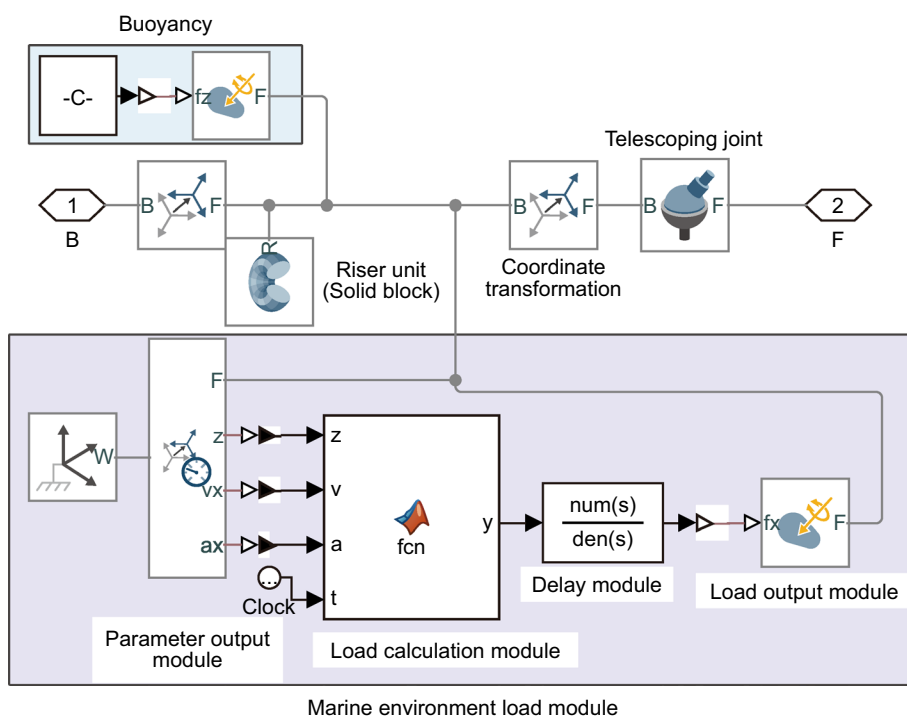 Buoyancy
-C-
fz
F
Telescoping joint
1
B
B
F
R
Riser unit
(Solid block)
B
F
Coordinate
transformation
B
F
2
F
W
F
z
vx
ax
z
v
a
t
fcn
y
Clock
num(s)
den(s)
Delay module
fx
F
Load output module
Parameter output
module
Load calculation module
Marine environment load module